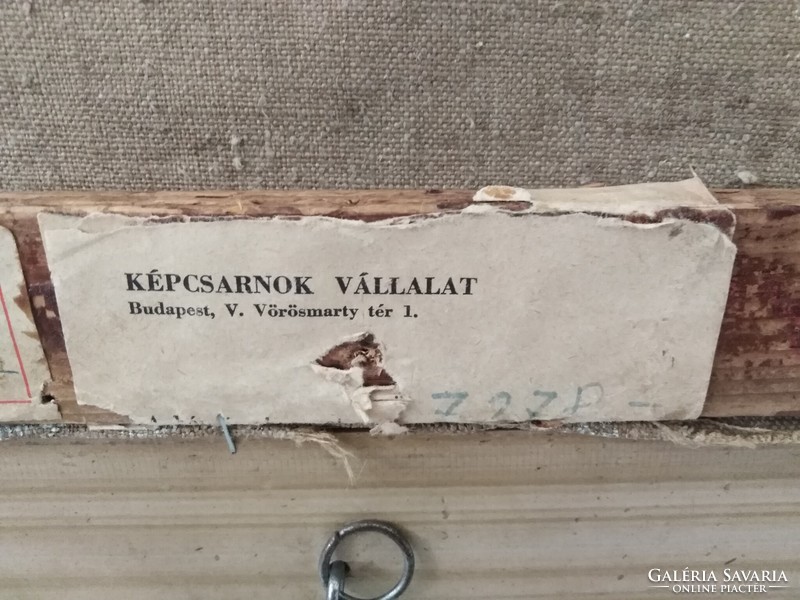 KÉPCSARNOK VÁLLALAT
Budapest, V. Vörösmarty tér 1.
GALÉRIA SAVARIA
ONLINE PIACTÉR